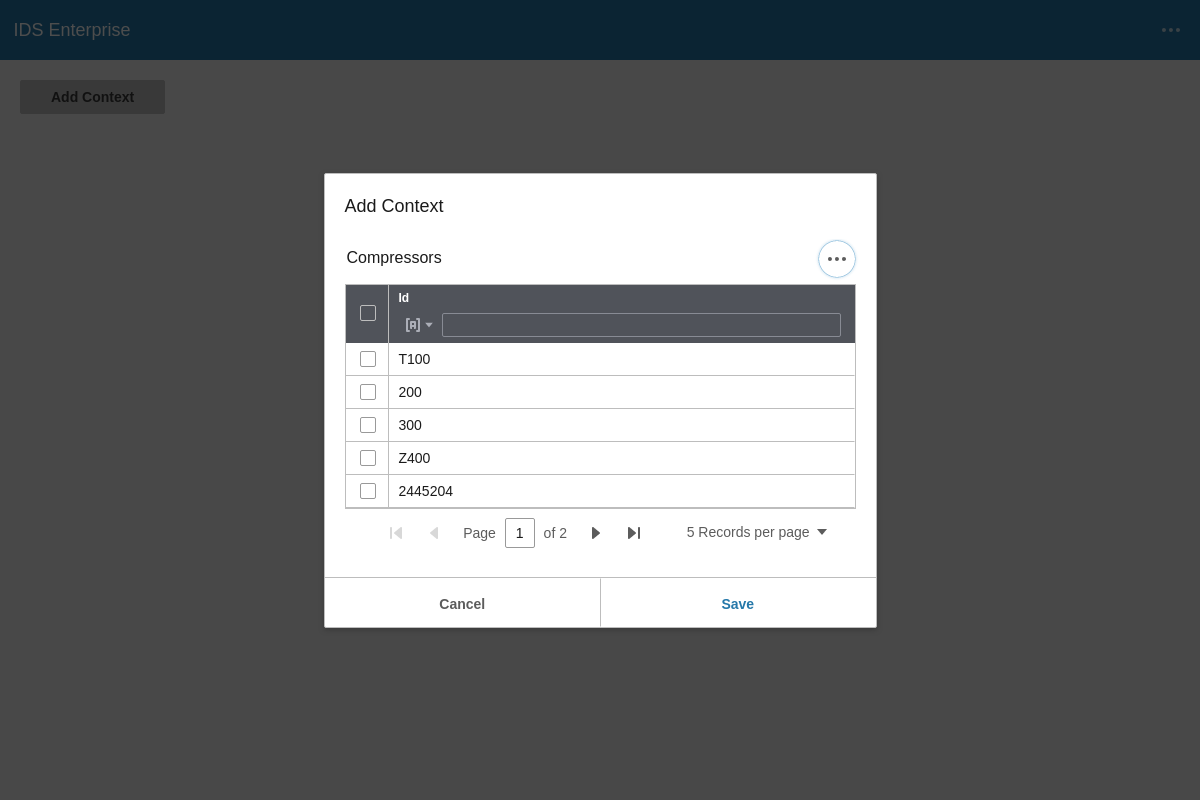 IDS Enterprise
Add Context
Add Context
Compressors
Id
T100
200
300
Z400
2445204
Page 1 of 2 5 Records per page
Cancel Save